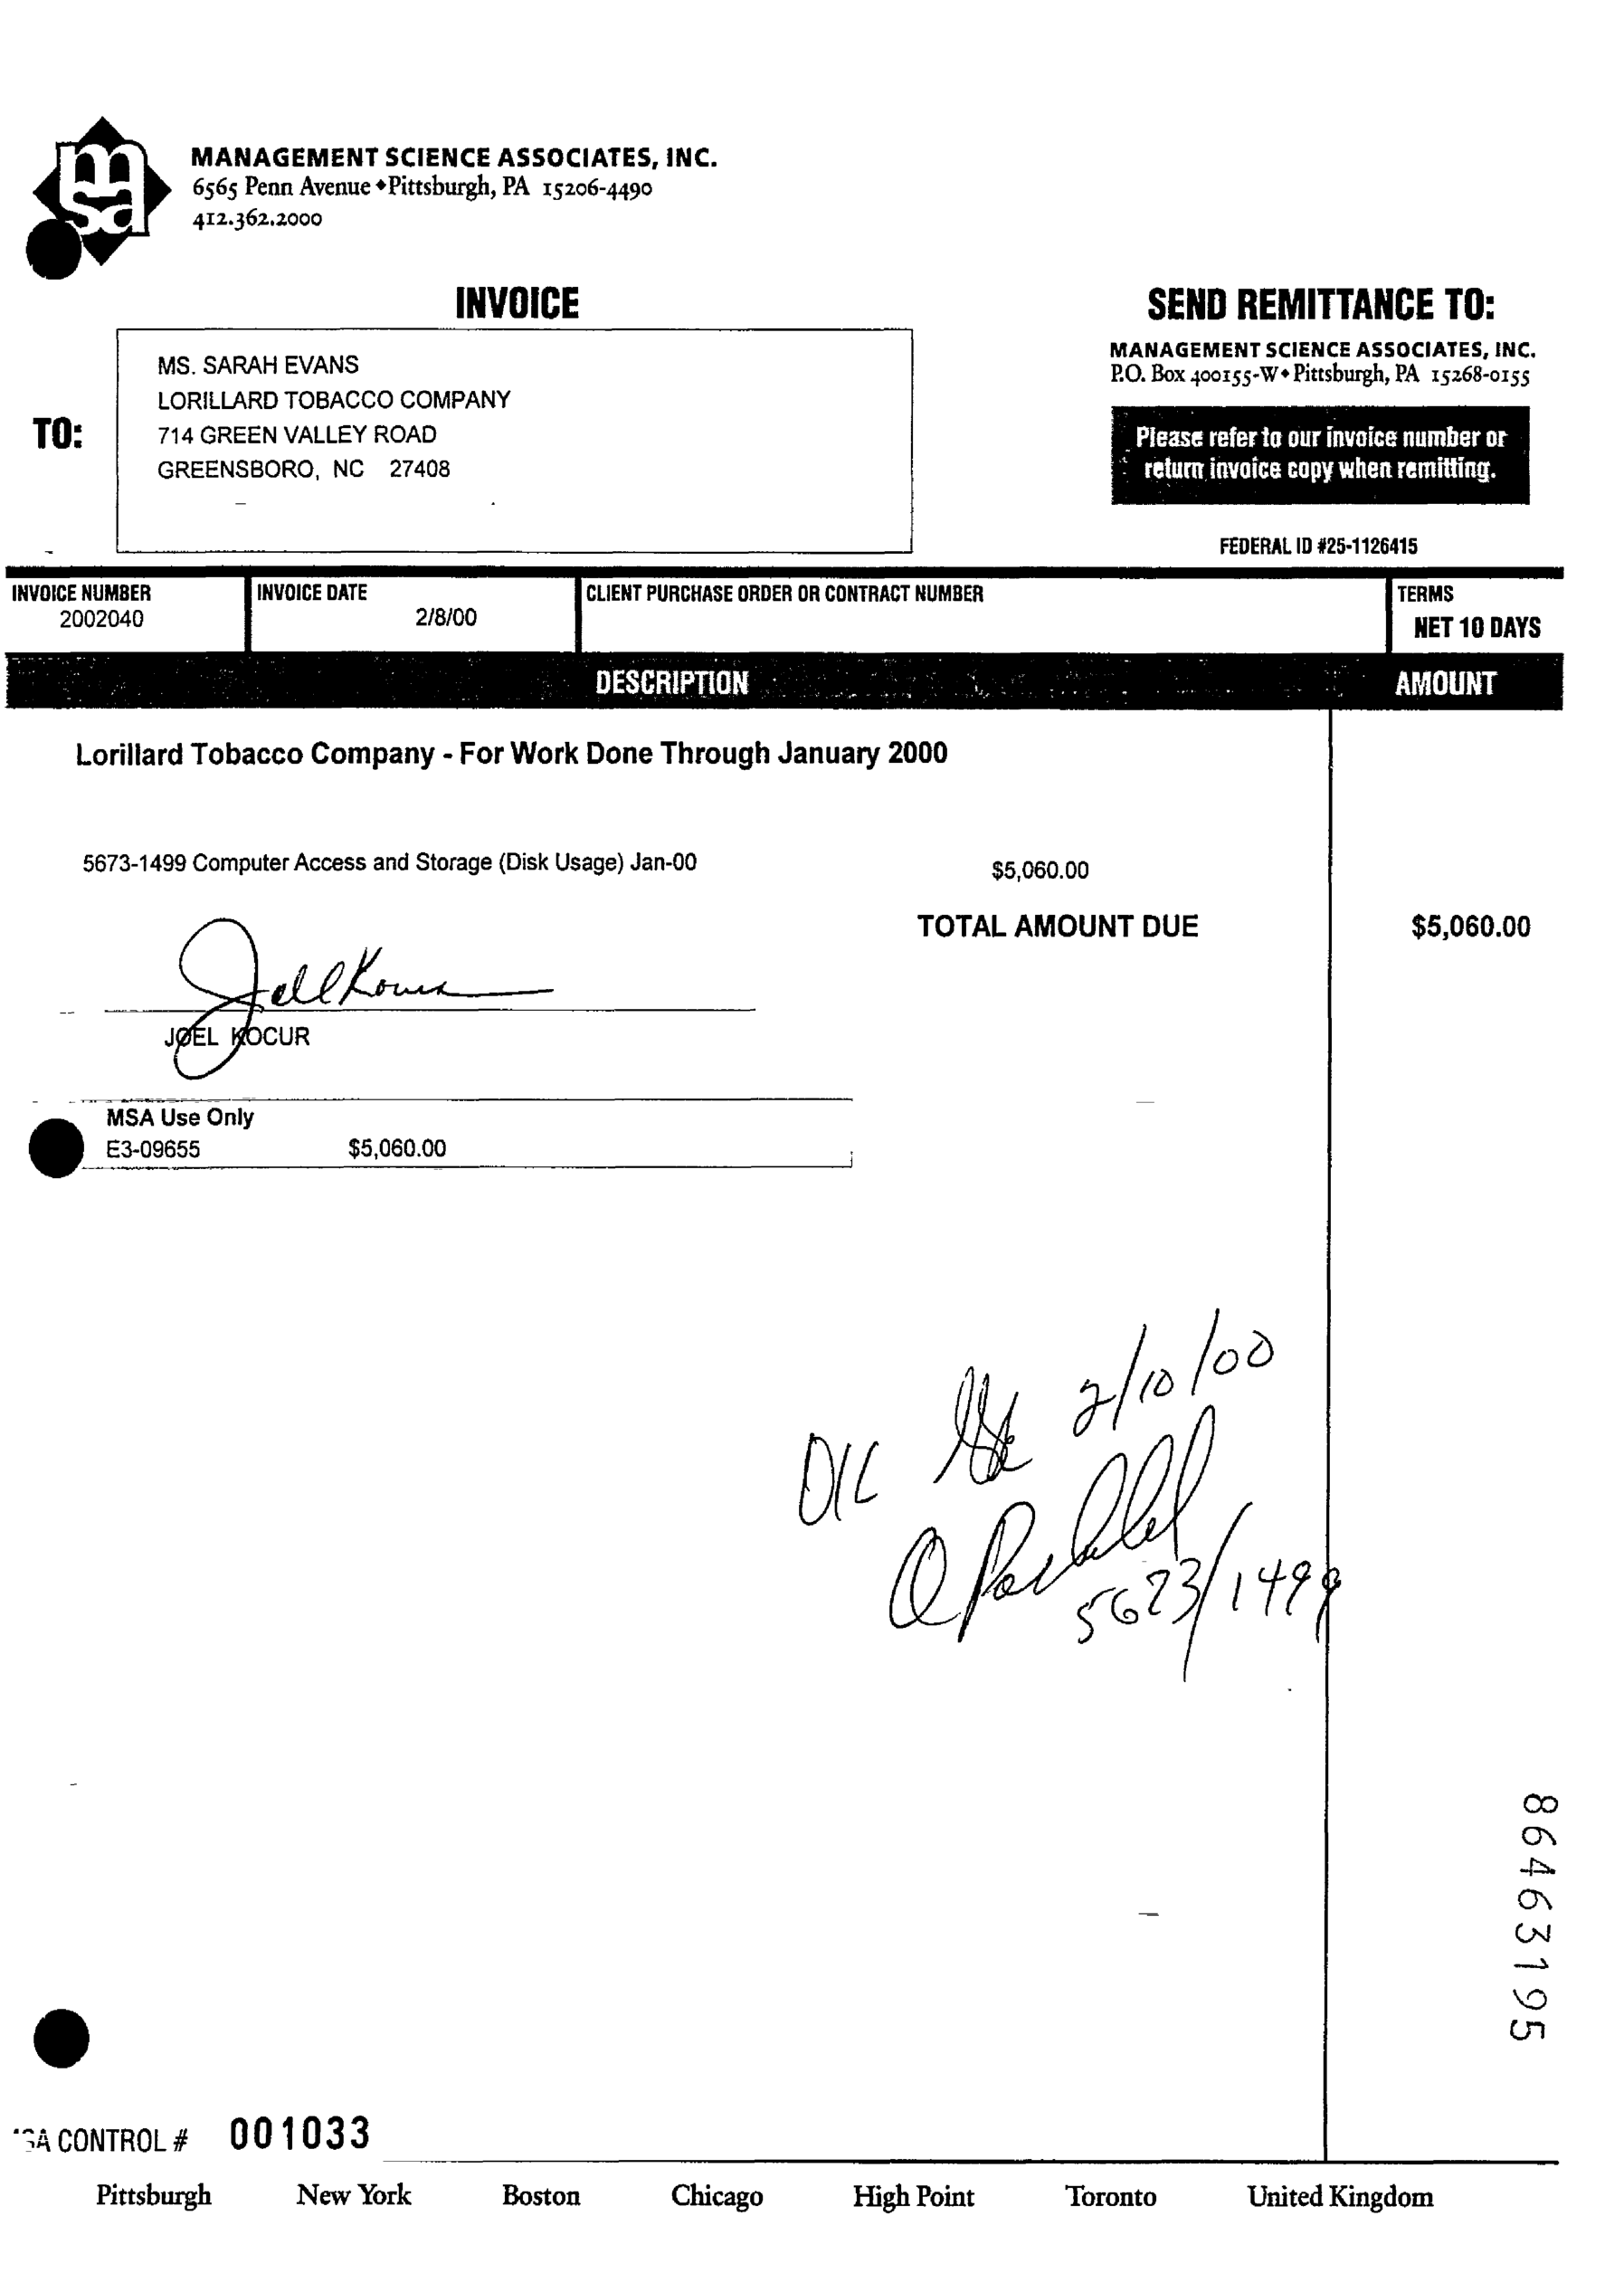 msa
MANAGEMENT SCIENCE ASSOCIATES, INC.
6565 Penn Avenue ◆ Pittsburgh, PA 15206-4490
412.362.2000
INVOICE
SEND REMITTANCE TO:
MANAGEMENT SCIENCE ASSOCIATES, INC.
P.O. Box 400155-W ◆ Pittsburgh, PA 15268-0155
TO:
MS. SARAH EVANS
LORILLARD TOBACCO COMPANY
714 GREEN VALLEY ROAD
GREENSBORO, NC 27408
Please refer to our invoice number or
return invoice copy when remitting.
FEDERAL ID #25-1126415
INVOICE NUMBER INVOICE DATE CLIENT PURCHASE ORDER OR CONTRACT NUMBER TERMS
2002040 2/8/00 NET 10 DAYS
DESCRIPTION AMOUNT
Lorillard Tobacco Company - For Work Done Through January 2000
5673-1499 Computer Access and Storage (Disk Usage) Jan-00 $5,060.00
TOTAL AMOUNT DUE $5,060.00
JOEL KOCUR
MSA Use Only
E3-09655 $5,060.00
2/10/00
5673/1499
86463195
CONTROL # 001033
Pittsburgh New York Boston Chicago High Point Toronto United Kingdom